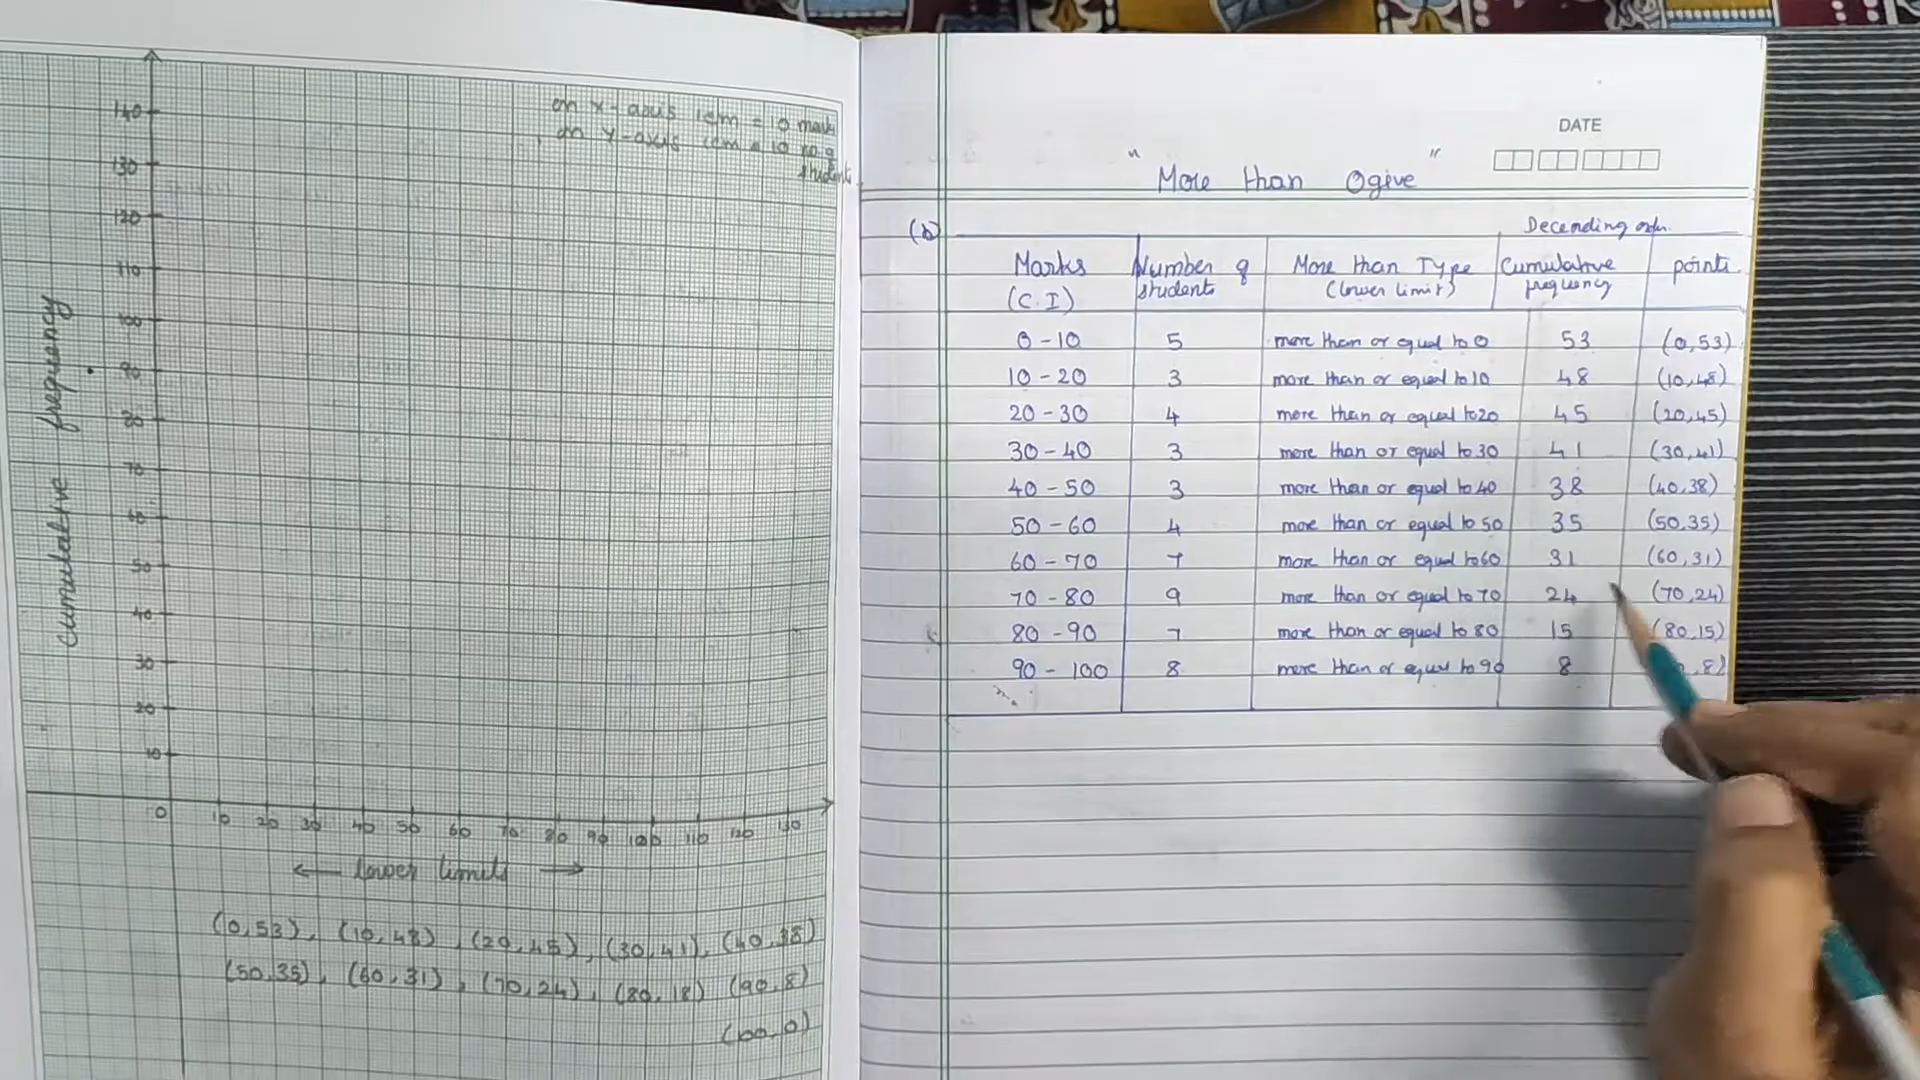 on x-axis 1cm = 10 mark
on y-axis 1cm = 10 no of
students
140
130
120
110
100
90
80
70
60
50
40
30
20
10
cumulative frequency
0 10 20 30 40 50 60 70 80 90 100 110 120 130
lower limits
(0,53), (10,48), (20,45), (30,41), (40,38)
(50,35), (60,31), (70,24), (80,18) (90,8)
(100,0)
DATE
" More than Ogive "
(b)
Decending order.
Marks (C.I) Number of students More than Type (lower limit) Cumulative frequency points
0-10 5 more than or equal to 0 53 (0,53)
10-20 3 more than or equal to 10 48 (10,48)
20-30 4 more than or equal to 20 45 (20,45)
30-40 3 more than or equal to 30 41 (30,41)
40-50 3 more than or equal to 40 38 (40,38)
50-60 4 more than or equal to 50 35 (50,35)
60-70 7 more than or equal to 60 31 (60,31)
70-80 9 more than or equal to 70 24 (70,24)
80-90 7 more than or equal to 80 15 (80,15)
90-100 8 more than or equal to 90 8 ,8)